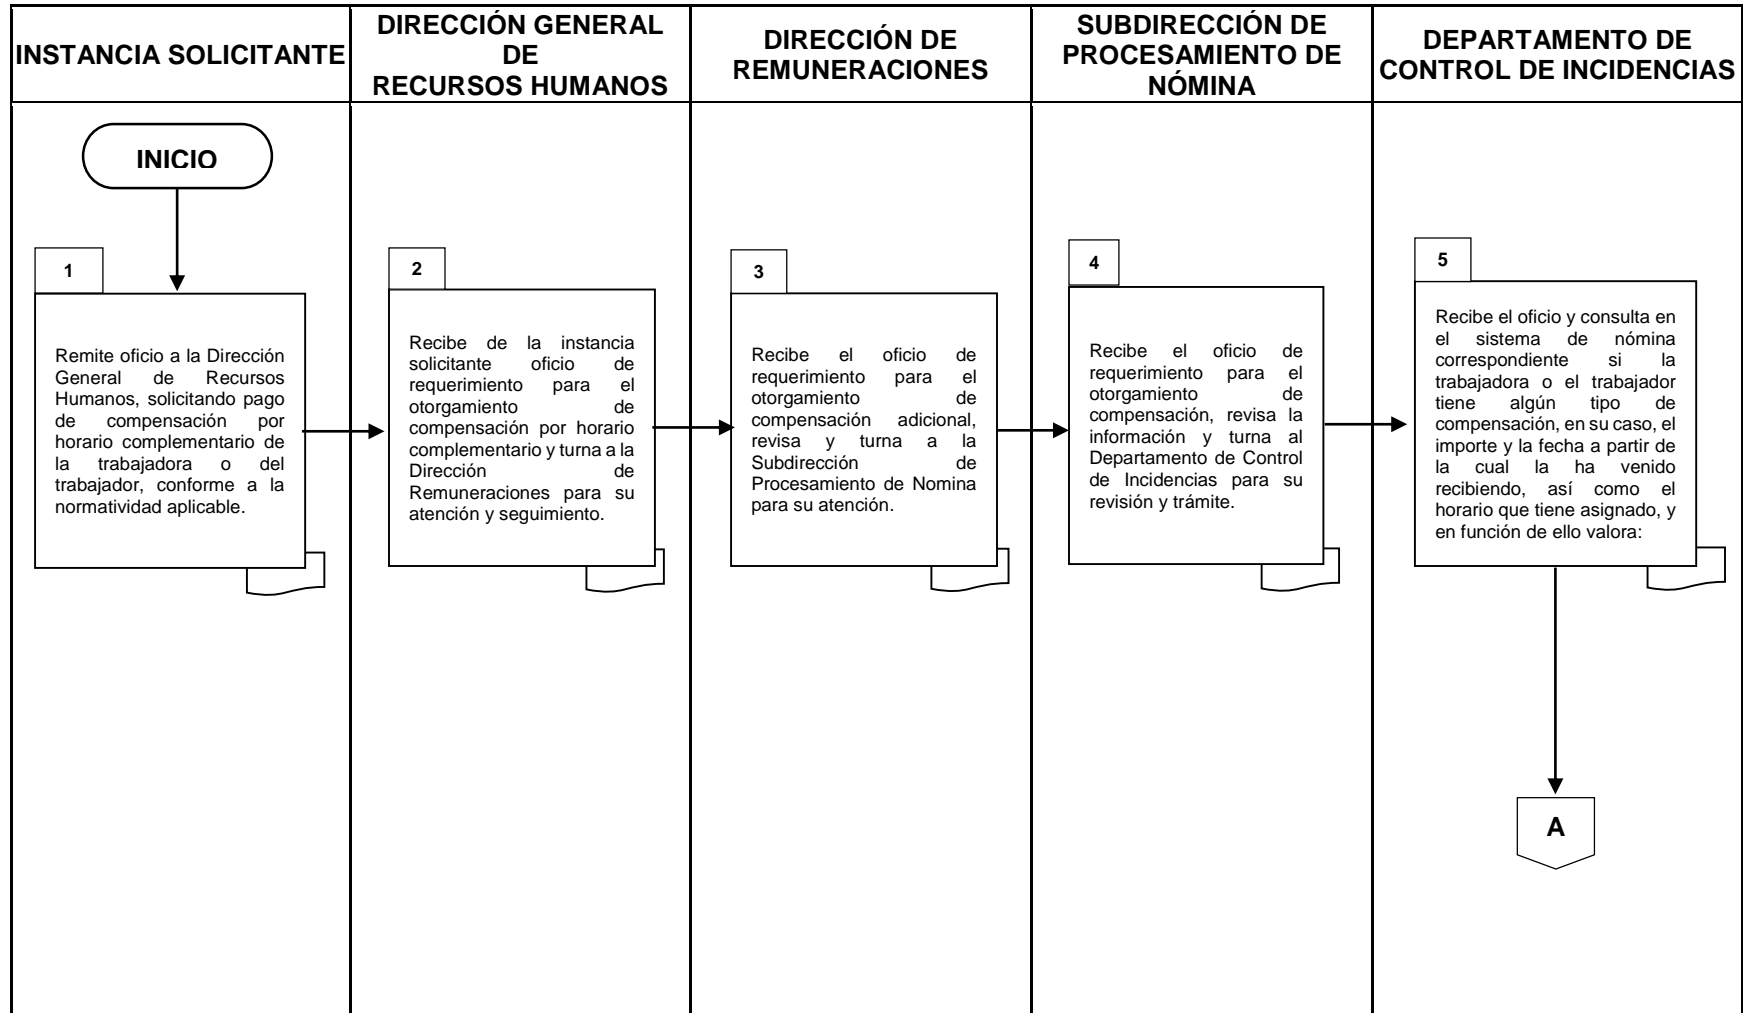 INSTANCIA SOLICITANTE
DIRECCIÓN GENERAL
DE
RECURSOS HUMANOS
DIRECCIÓN DE
REMUNERACIONES
SUBDIRECCIÓN DE
PROCESAMIENTO DE
NÓMINA
DEPARTAMENTO DE
CONTROL DE INCIDENCIAS
INICIO
1
Remite oficio a la Dirección
General de Recursos
Humanos, solicitando pago
de compensación por
horario complementario de
la trabajadora o del
trabajador, conforme a la
normatividad aplicable.
2
Recibe de la instancia
solicitante oficio de
requerimiento para el
otorgamiento de
compensación por horario
complementario y turna a la
Dirección de
Remuneraciones para su
atención y seguimiento.
3
Recibe el oficio de
requerimiento para el
otorgamiento de
compensación adicional,
revisa y turna a la
Subdirección de
Procesamiento de Nomina
para su atención.
4
Recibe el oficio de
requerimiento para el
otorgamiento de
compensación, revisa la
información y turna al
Departamento de Control
de Incidencias para su
revisión y trámite.
5
Recibe el oficio y consulta en
el sistema de nómina
correspondiente si la
trabajadora o el trabajador
tiene algún tipo de
compensación, en su caso, el
importe y la fecha a partir de
la cual la ha venido
recibiendo, así como el
horario que tiene asignado, y
en función de ello valora:
A